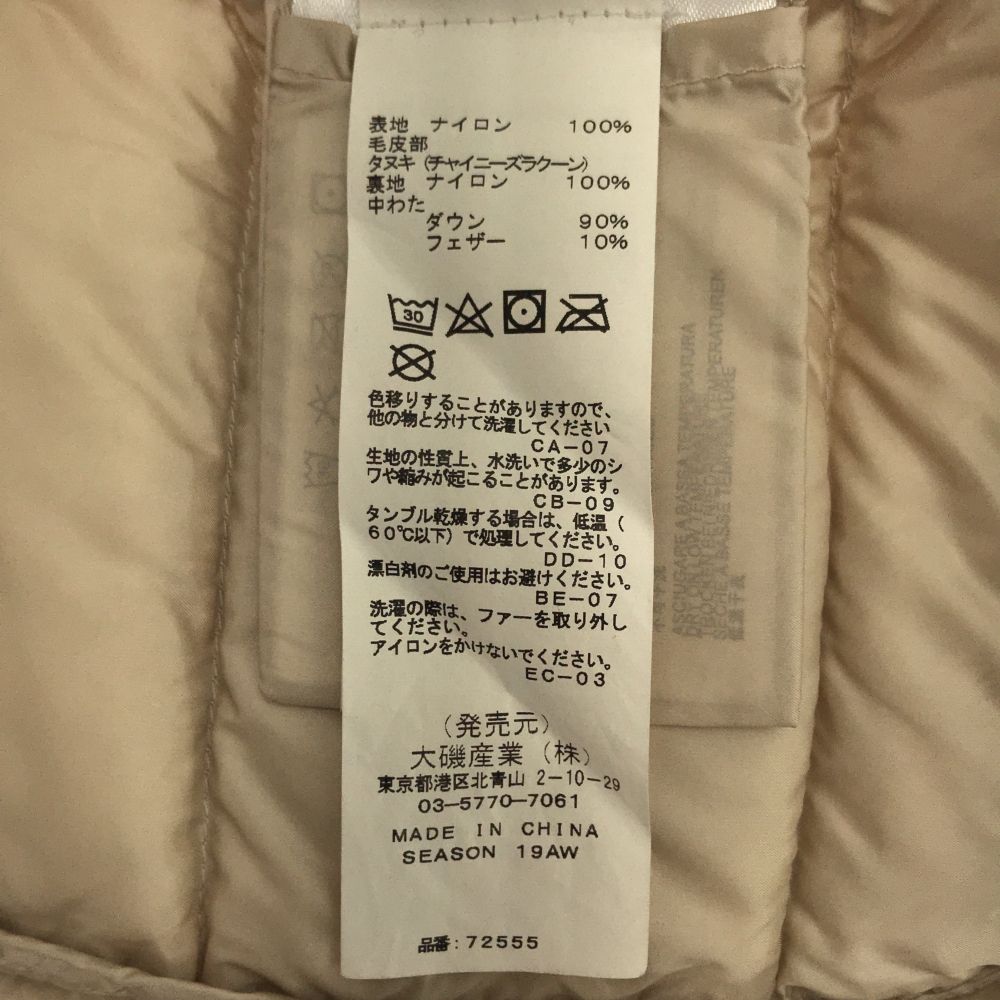 表地 ナイロン 100%
毛皮部
タヌキ (チャイニーズラクーン)
裏地 ナイロン 100%
中わた
ダウン 90%
フェザー 10%
30
色移りすることがありますので、
他の物と分けて洗濯してください
CA-07
生地の性質上、水洗いで多少のシ
ワや縮みが起こることがあります。
CB-09
タンブル乾燥する場合は、低温(
60℃以下)で処理してください。
DD-10
漂白剤のご使用はお避けください。
BE-07
洗濯の際は、ファーを取り外し
てください。
アイロンをかけないでください。
EC-03
(発売元)
大磯産業(株)
東京都港区北青山 2-10-29
03-5770-7061
MADE IN CHINA
SEASON 19AW
品番:72555
ASCIUGARE A BASSA TEMPERATURA